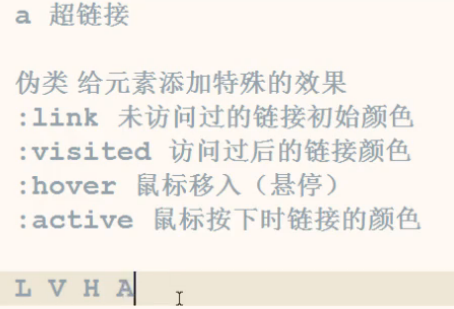 a 超链接
伪类 给元素添加特殊的效果
:link 未访问过的链接初始颜色
:visited 访问过后的链接颜色
:hover 鼠标移入（悬停）
:active 鼠标按下时链接的颜色
L V H A